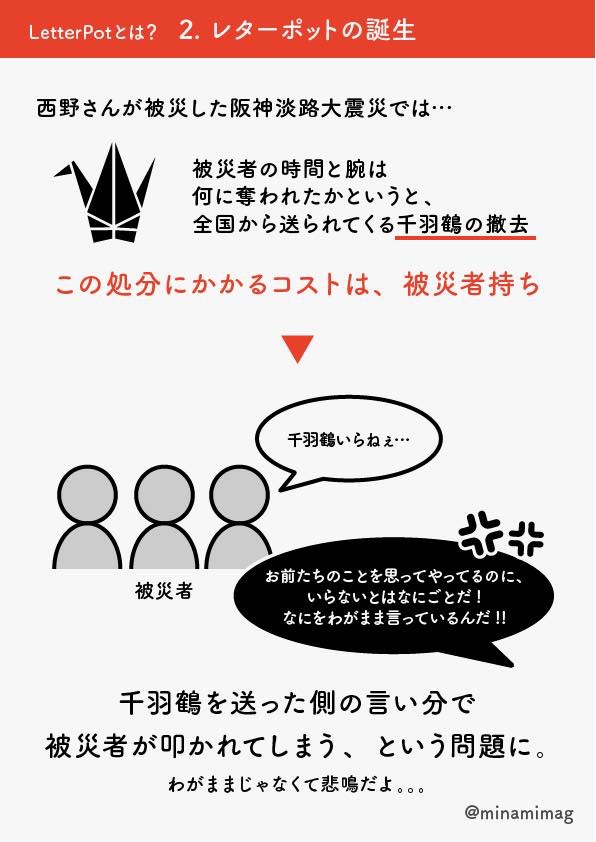 LetterPotとは? 2. レターポットの誕生
西野さんが被災した阪神淡路大震災では…
被災者の時間と腕は
何に奪われたかというと、
全国から送られてくる千羽鶴の撤去
この処分にかかるコストは、被災者持ち
千羽鶴いらねぇ…
被災者
お前たちのことを思ってやってるのに、
いらないとはなにごとだ！
なにをわがまま言っているんだ!!
千羽鶴を送った側の言い分で
被災者が叩かれてしまう、という問題に。
わがままじゃなくて悲鳴だよ。。。
@minamimag